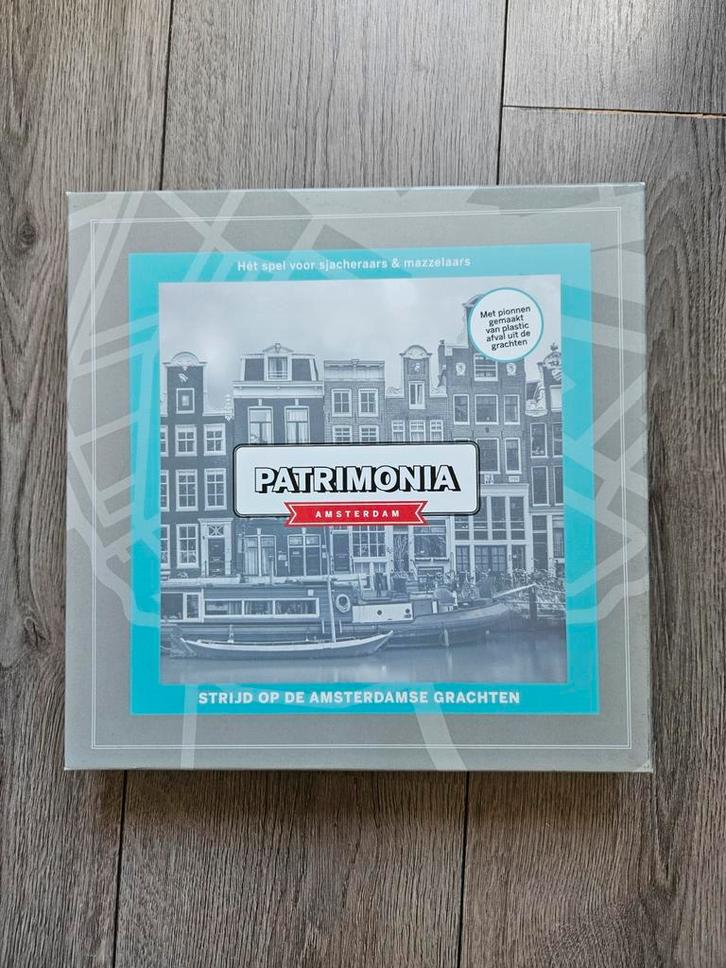 Hét spel voor sjacheraars & mazzelaars
Met pionnen
gemaakt
van plastic
afval uit de
grachten
PATRIMONIA
AMSTERDAM
STRIJD OP DE AMSTERDAMSE GRACHTEN